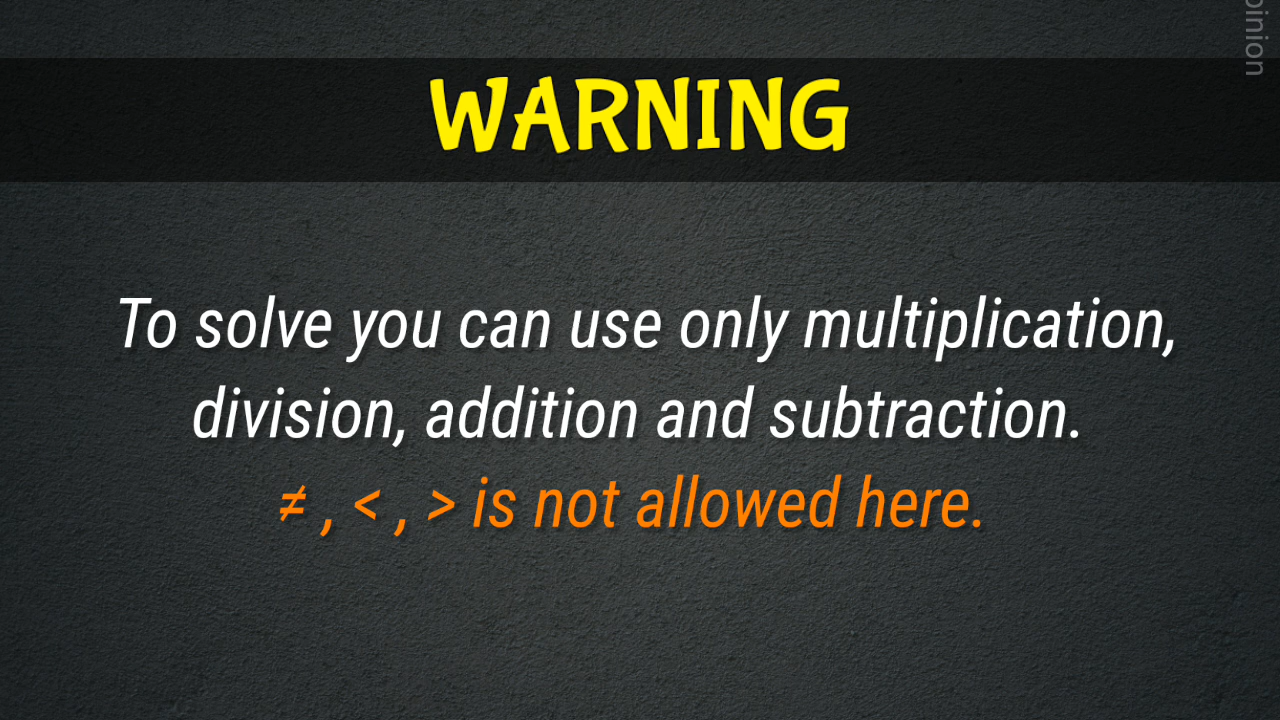 WARNING
To solve you can use only multiplication,
division, addition and subtraction.
≠ , < , > is not allowed here.